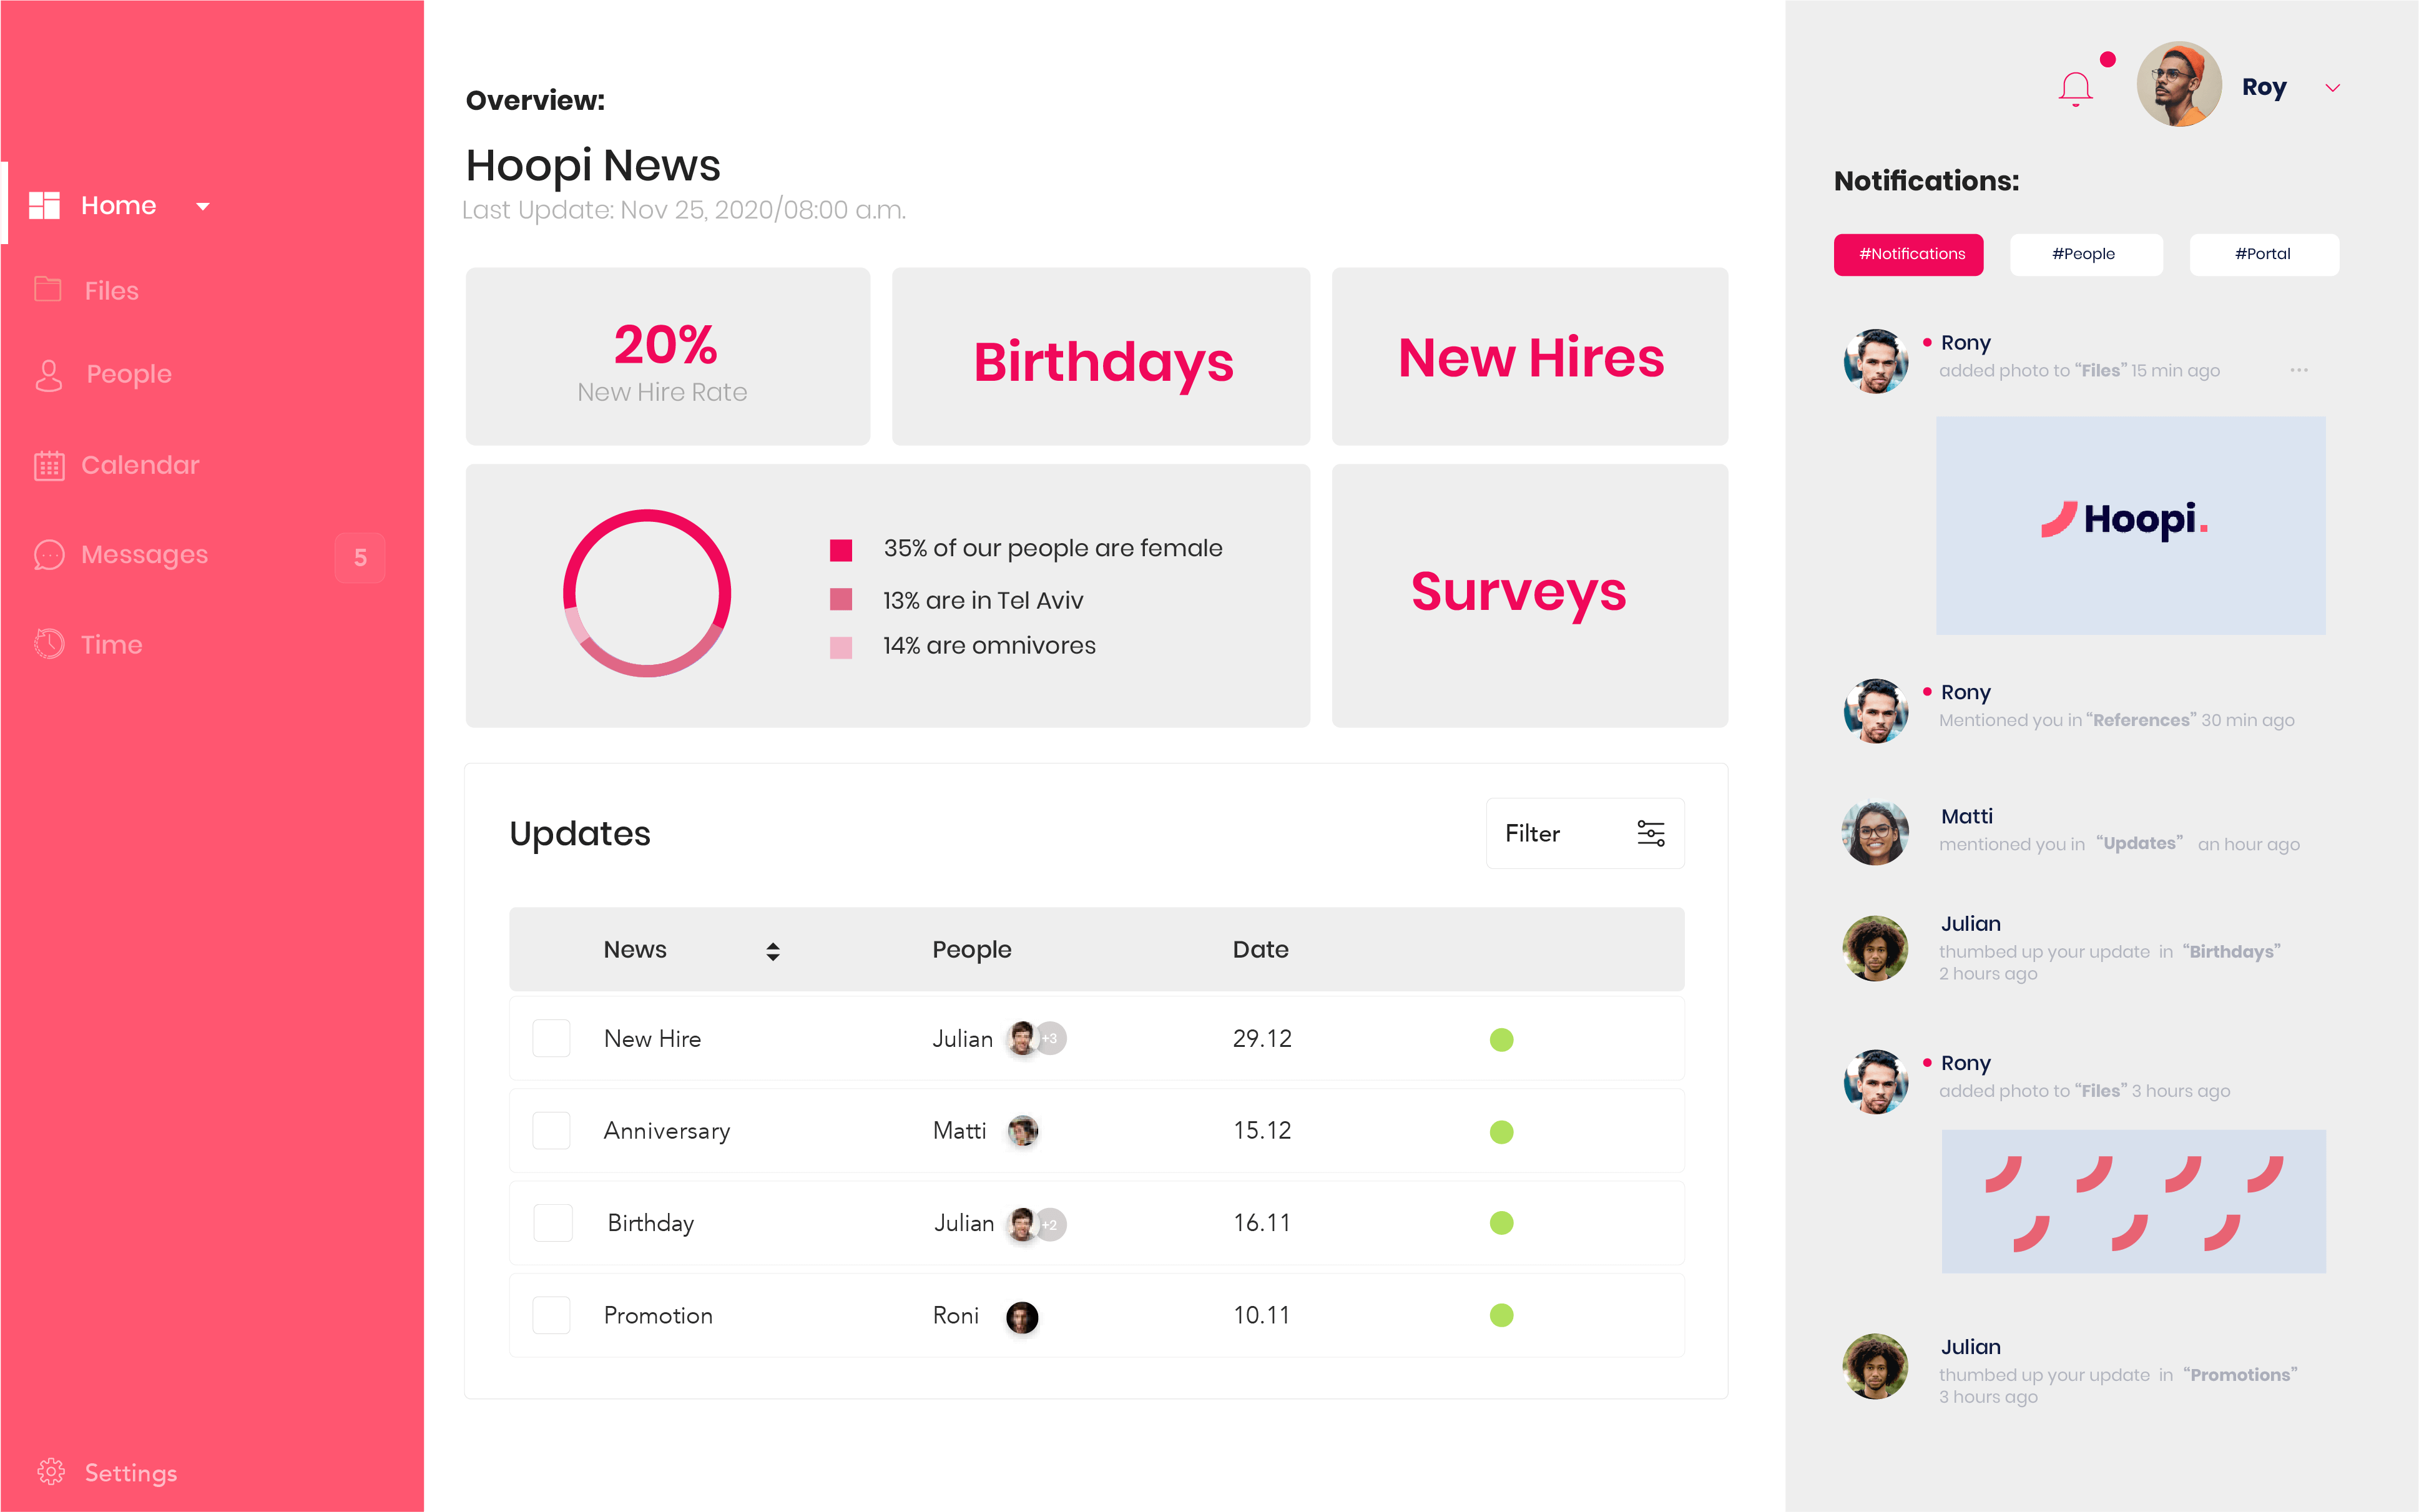 Home
Files
People
Calendar
Messages
5
Time
Settings
Overview:
Hoopi News
Last Update: Nov 25, 2020/08:00 a.m.
20%
New Hire Rate
Birthdays
New Hires
35% of our people are female
13% are in Tel Aviv
14% are omnivores
Surveys
Updates
Filter
News People Date
New Hire Julian +3 29.12
Anniversary Matti 15.12
Birthday Julian +2 16.11
Promotion Roni 10.11
Roy
Notifications:
#Notifications #People #Portal
Rony
added photo to “Files” 15 min ago
Hoopi.
Rony
Mentioned you in “References” 30 min ago
Matti
mentioned you in “Updates” an hour ago
Julian
thumbed up your update in “Birthdays”
2 hours ago
Rony
added photo to “Files” 3 hours ago
Julian
thumbed up your update in “Promotions”
3 hours ago